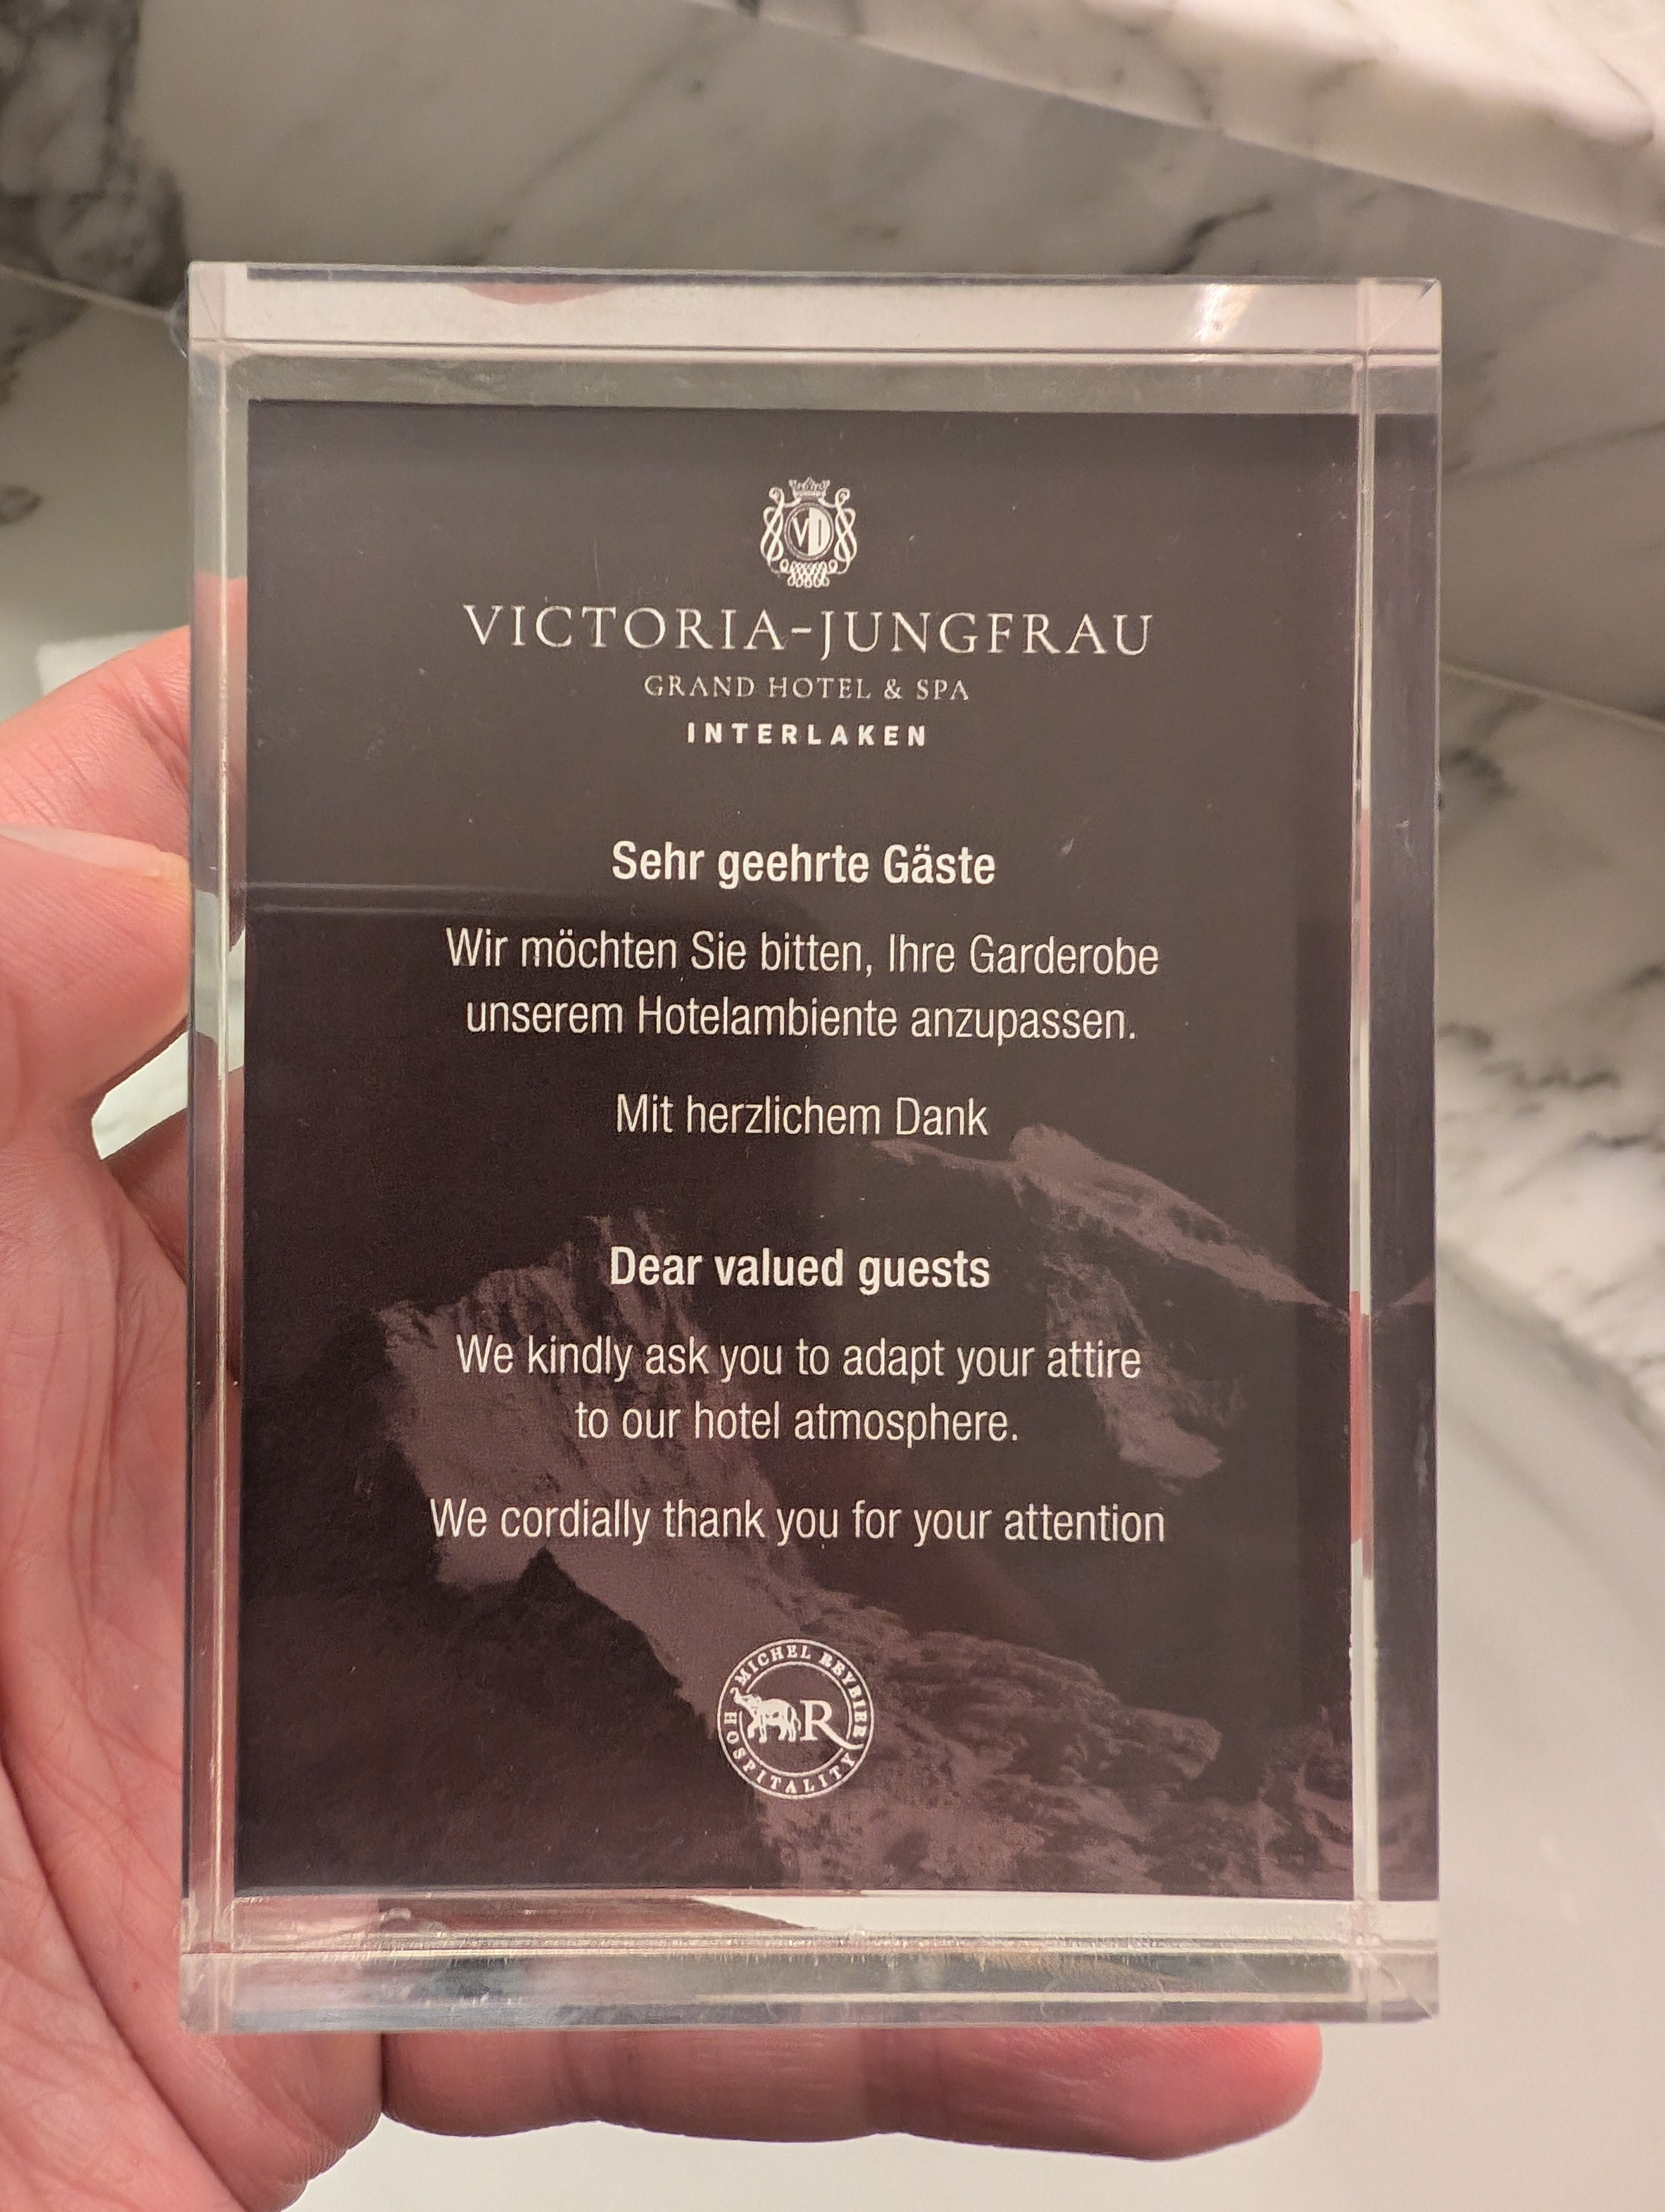 VD
VICTORIA-JUNGFRAU
GRAND HOTEL & SPA
INTERLAKEN
Sehr geehrte Gäste
Wir möchten Sie bitten, Ihre Garderobe
unserem Hotelambiente anzupassen.
Mit herzlichem Dank
Dear valued guests
We kindly ask you to adapt your attire
to our hotel atmosphere.
We cordially thank you for your attention
MICHEL REYBIER
R
HOSPITALITY